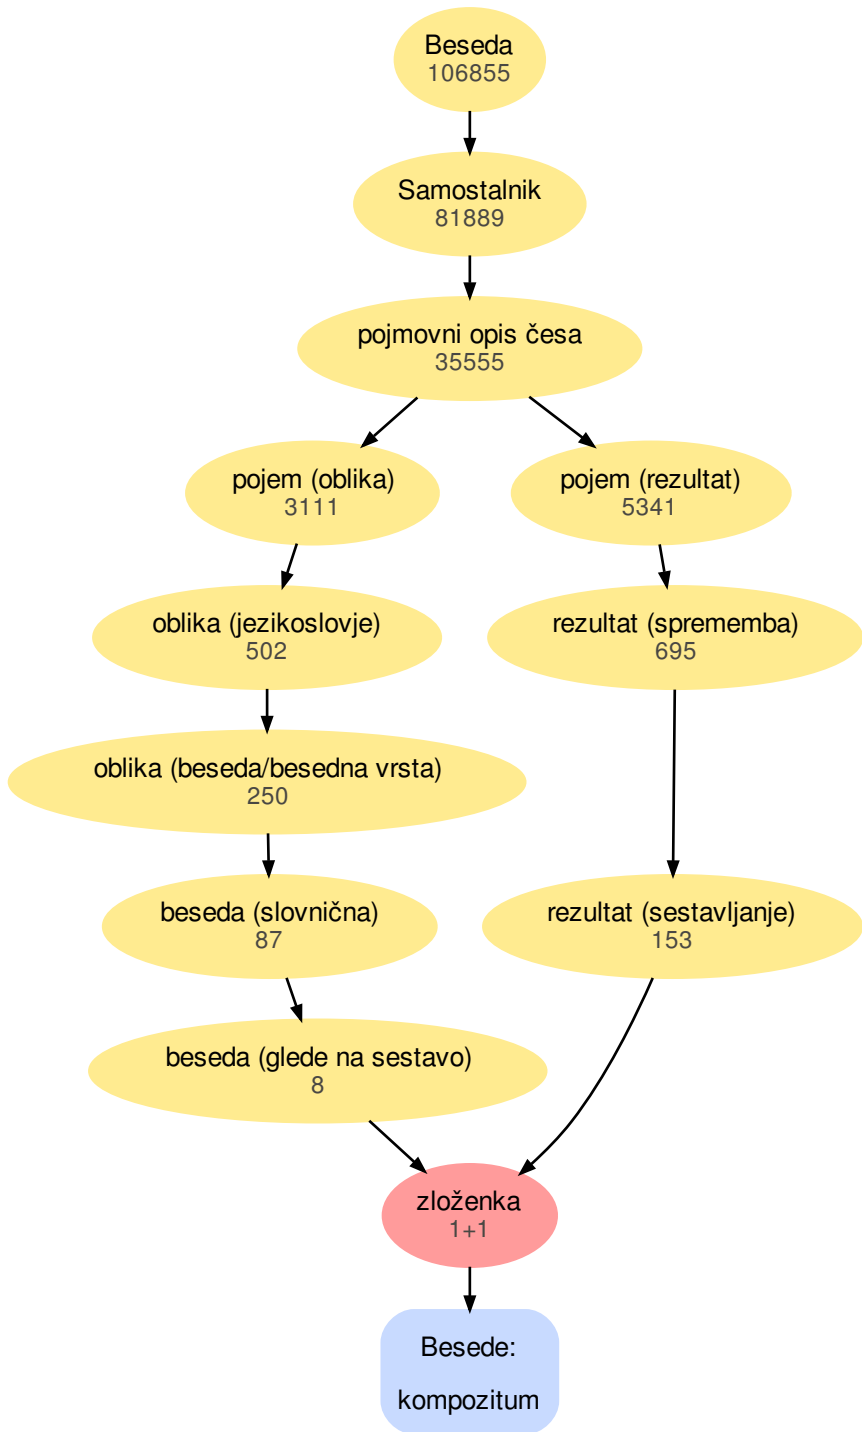 Beseda
106855
Samostalnik
81889
pojmovni opis česa
35555
pojem (oblika)
3111
pojem (rezultat)
5341
oblika (jezikoslovje)
502
rezultat (sprememba)
695
oblika (beseda/besedna vrsta)
250
beseda (slovnična)
87
rezultat (sestavljanje)
153
beseda (glede na sestavo)
8
zloženka
1+1
Besede:
kompozitum